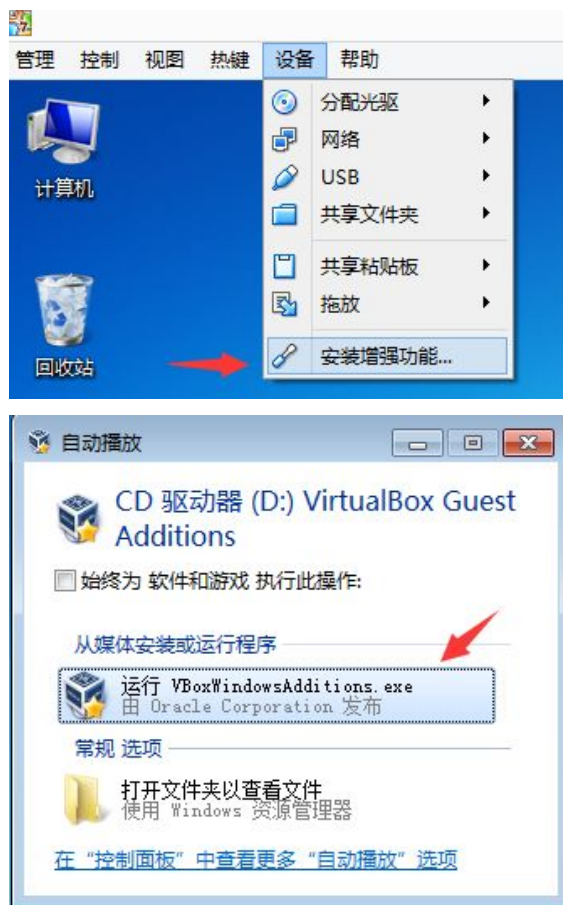 管理 控制 视图 热键 设备 帮助
分配光驱
网络
USB
共享文件夹
共享粘贴板
拖放
安装增强功能...
计算机
回收站
自动播放
CD 驱动器 (D:) VirtualBox Guest
Additions
始终为 软件和游戏 执行此操作:
从媒体安装或运行程序
运行 VBoxWindowsAdditions.exe
由 Oracle Corporation 发布
常规 选项
打开文件夹以查看文件
使用 Windows 资源管理器
在“控制面板”中查看更多“自动播放”选项